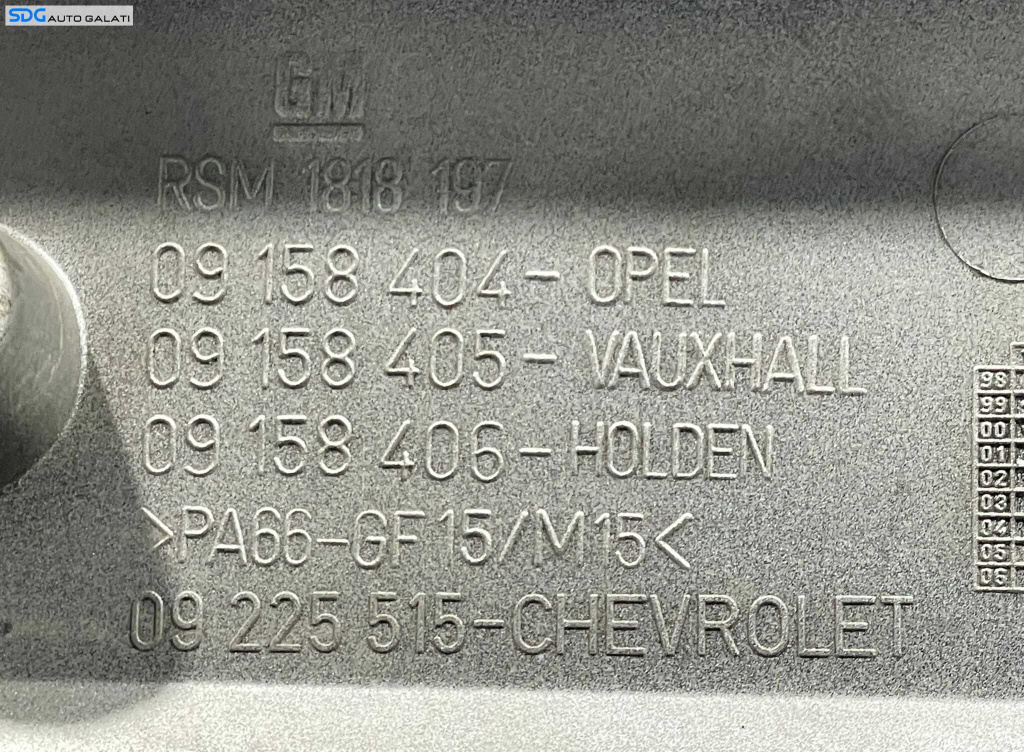 SDG AUTO GALATI
GM
RSM 1818 197
09 158 404-OPEL
09 158 405-VAUXHALL
09 158 406-HOLDEN
>PA66-GF15/M15<
09 225 515-CHEVROLET
98
99
00
01
02
03
04
05
06